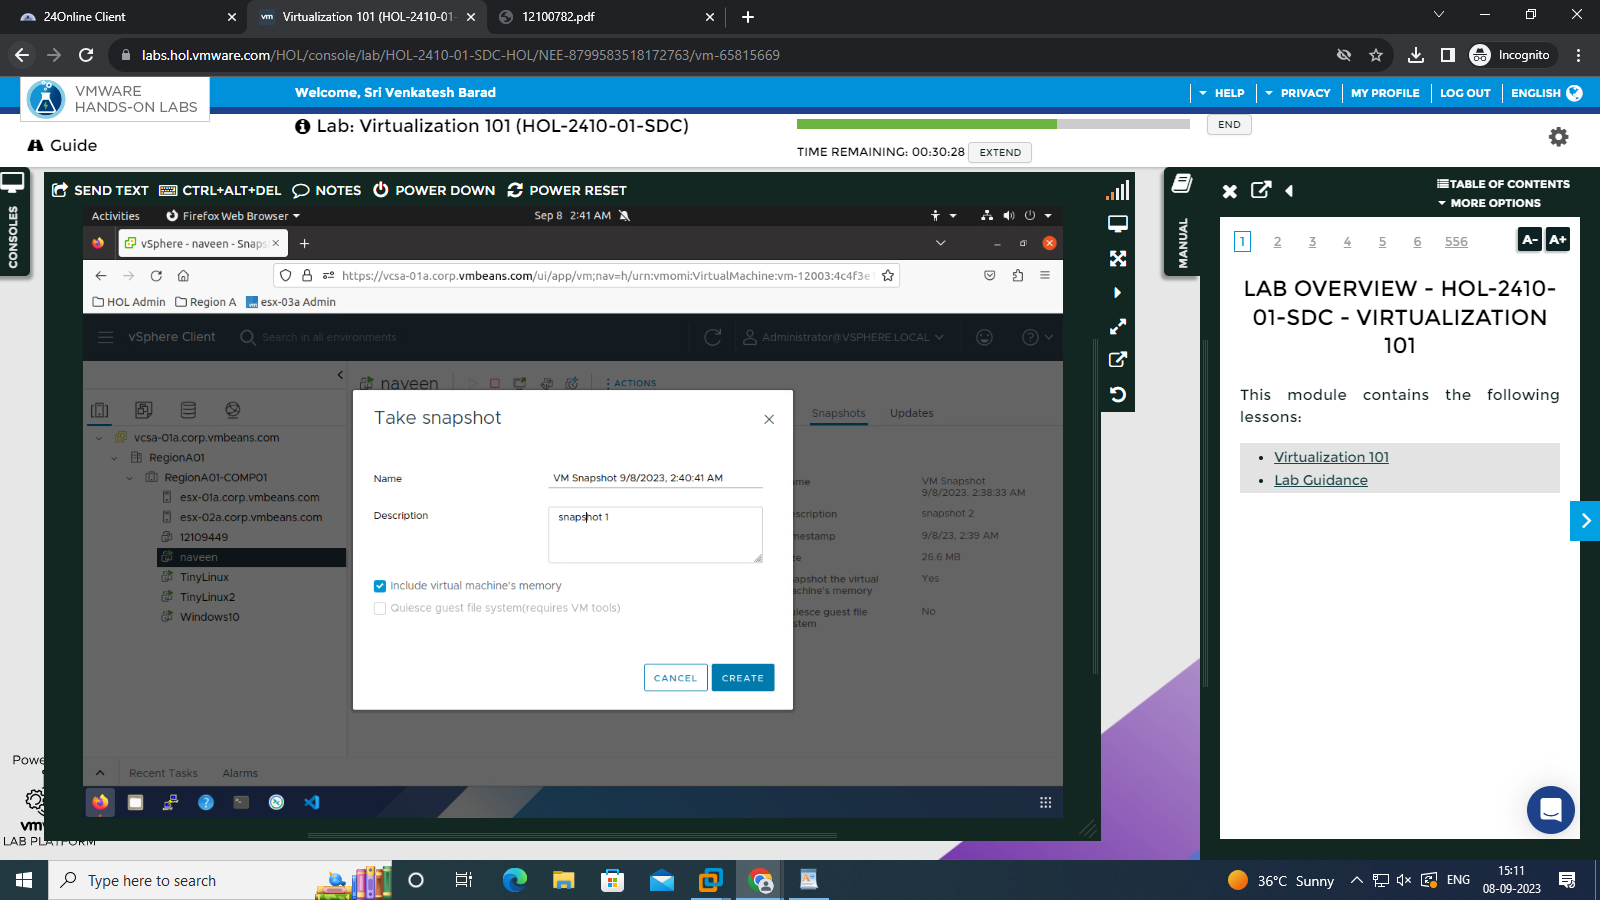 24Online Client
Virtualization 101 (HOL-2410-01-
12100782.pdf
labs.hol.vmware.com/HOL/console/lab/HOL-2410-01-SDC-HOL/NEE-8799583518172763/vm-65815669
Incognito
VMWARE
HANDS-ON LABS
Welcome, Sri Venkatesh Barad
HELP
PRIVACY
MY PROFILE
LOG OUT
ENGLISH
Guide
Lab: Virtualization 101 (HOL-2410-01-SDC)
END
TIME REMAINING: 00:30:28
EXTEND
CONSOLES
SEND TEXT
CTRL+ALT+DEL
NOTES
POWER DOWN
POWER RESET
Activities
Firefox Web Browser
Sep 8 2:41 AM
vSphere - naveen - Snaps
https://vcsa-01a.corp.vmbeans.com/ui/app/vm;nav=h/urn:vmomi:VirtualMachine:vm-12003:4c4f3e1
HOL Admin
Region A
esx-03a Admin
vSphere Client
Search in all environments
Administrator@VSPHERE.LOCAL
naveen
ACTIONS
Snapshots
Updates
vcsa-01a.corp.vmbeans.com
RegionA01
RegionA01-COMP01
esx-01a.corp.vmbeans.com
esx-02a.corp.vmbeans.com
12109449
naveen
TinyLinux
TinyLinux2
Windows10
Take snapshot
Name
VM Snapshot 9/8/2023, 2:40:41 AM
Description
snapshot 1
Include virtual machine's memory
Quiesce guest file system(requires VM tools)
CANCEL
CREATE
me
VM Snapshot
9/8/2023, 2:38:33 AM
scription
snapshot 2
mestamp
9/8/23, 2:39 AM
ze
26.6 MB
apshot the virtual
Yes
chine's memory
iesce guest file
No
stem
Recent Tasks
Alarms
Powe
vm
LAB PLATFORM
MANUAL
TABLE OF CONTENTS
MORE OPTIONS
1 2 3 4 5 6 556
A- A+
LAB OVERVIEW - HOL-2410-
01-SDC - VIRTUALIZATION
101
This module contains the following
lessons:
• Virtualization 101
• Lab Guidance
Type here to search
36°C Sunny
ENG
15:11
08-09-2023